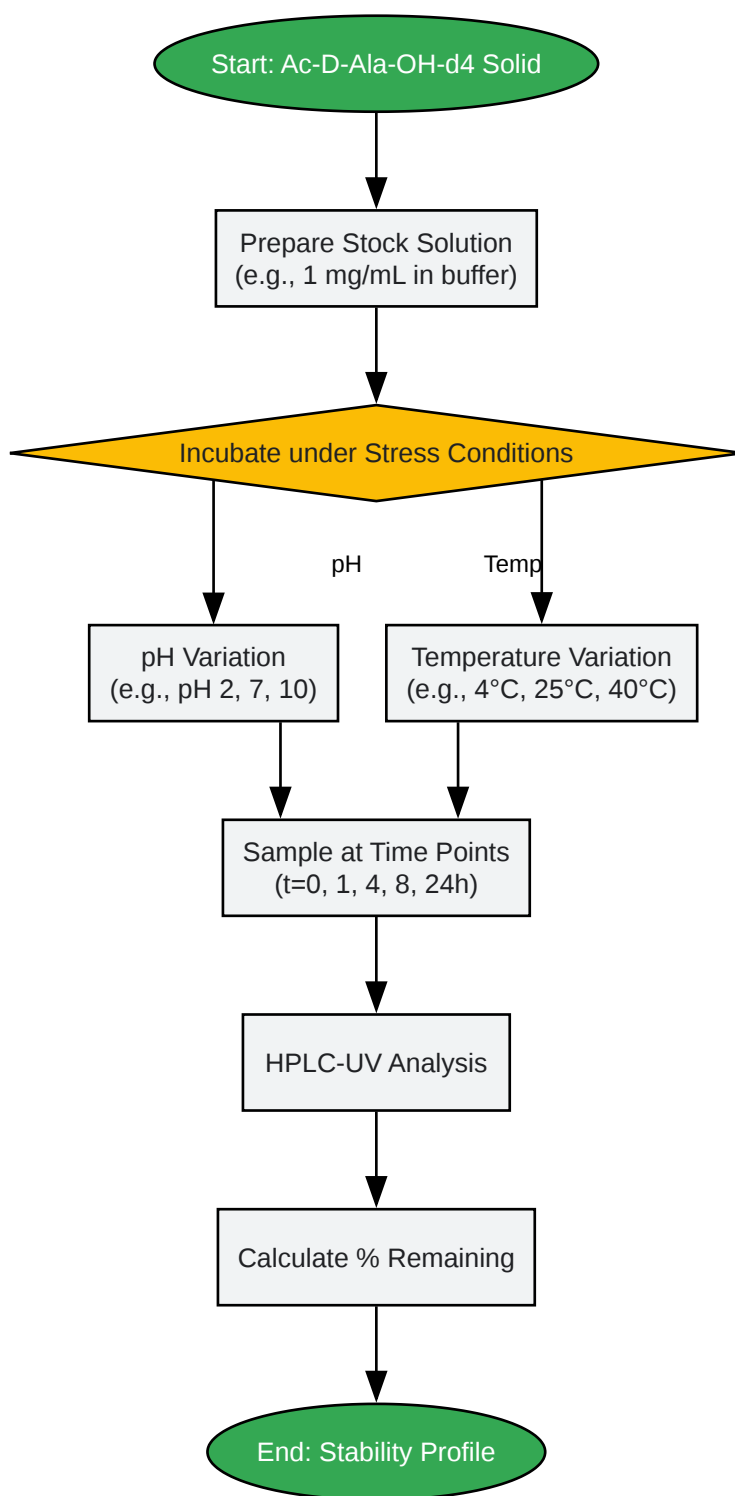 Start: Ac-D-Ala-OH-d4 Solid
Prepare Stock Solution
(e.g., 1 mg/mL in buffer)
Incubate under Stress Conditions
pH
Temp
pH Variation
(e.g., pH 2, 7, 10)
Temperature Variation
(e.g., 4°C, 25°C, 40°C)
Sample at Time Points
(t=0, 1, 4, 8, 24h)
HPLC-UV Analysis
Calculate % Remaining
End: Stability Profile